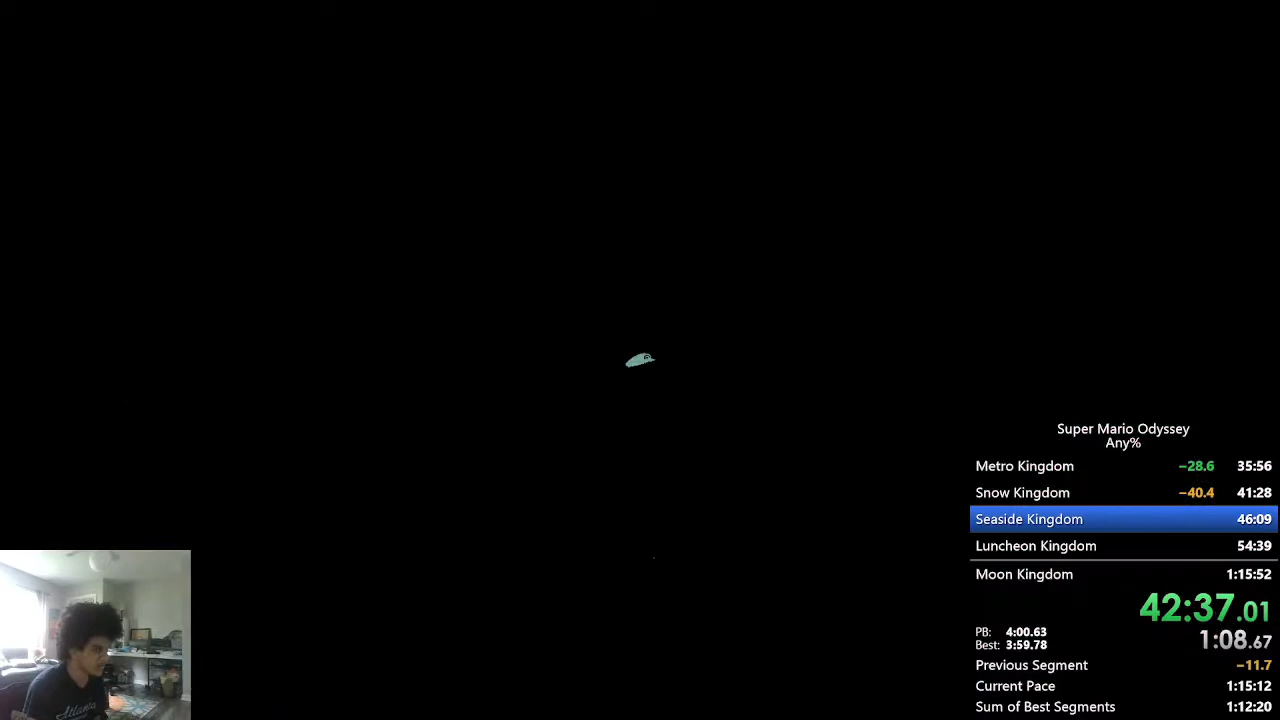 Super Mario Odyssey
Any%
Metro Kingdom -28.6 35:56
Snow Kingdom -40.4 41:28
Seaside Kingdom 46:09
Luncheon Kingdom 54:39
Moon Kingdom 1:15:52
42:37.01
PB: 4:00.63
Best: 3:59.78
1:08.67
Previous Segment -11.7
Current Pace 1:15:12
Sum of Best Segments 1:12:20
Atlanta